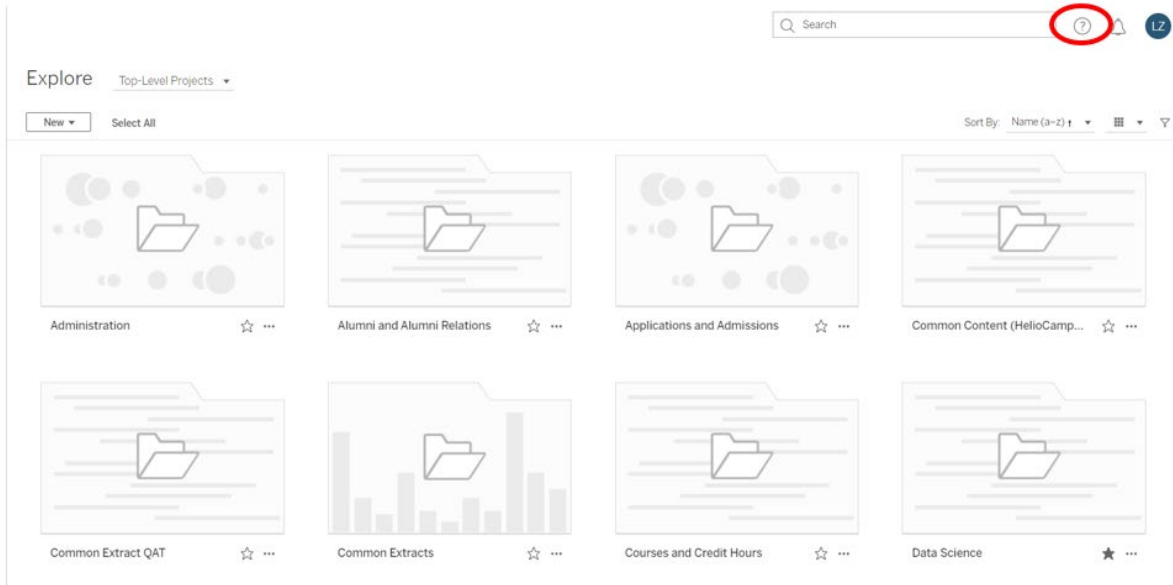 Search
?
LZ
Explore Top-Level Projects
New Select All Sort By: Name (a–z)
Administration
Alumni and Alumni Relations
Applications and Admissions
Common Content (HelioCamp...
Common Extract QAT
Common Extracts
Courses and Credit Hours
Data Science